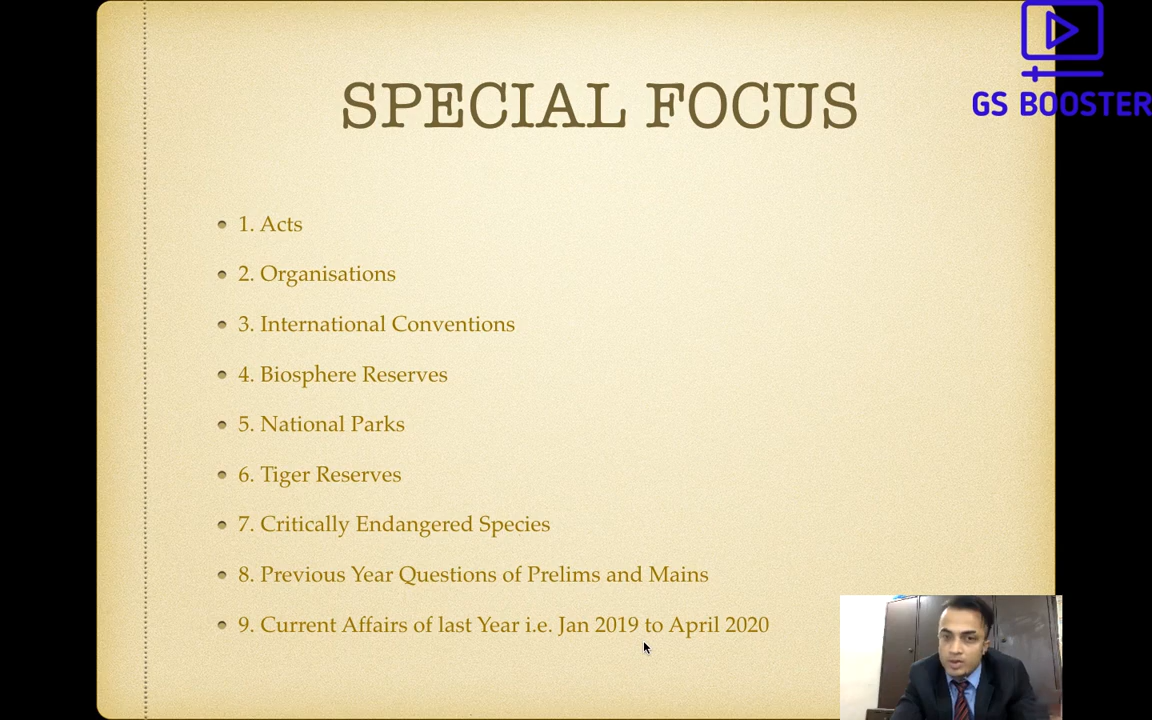 SPECIAL FOCUS
GS BOOSTER
1. Acts
2. Organisations
3. International Conventions
4. Biosphere Reserves
5. National Parks
6. Tiger Reserves
7. Critically Endangered Species
8. Previous Year Questions of Prelims and Mains
9. Current Affairs of last Year i.e. Jan 2019 to April 2020